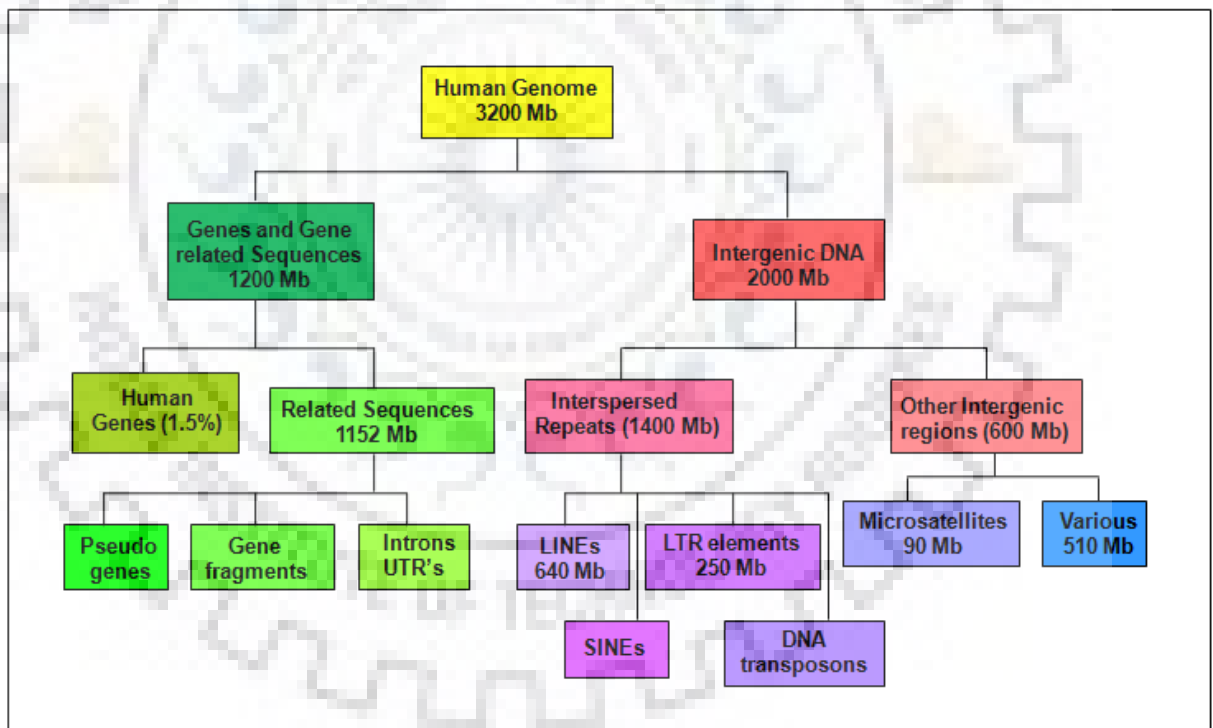 Human Genome
3200 Mb
Genes and Gene
related Sequences
1200 Mb
Intergenic DNA
2000 Mb
Human
Genes (1.5%)
Related Sequences
1152 Mb
Interspersed
Repeats (1400 Mb)
Other Intergenic
regions (600 Mb)
Pseudo
genes
Gene
fragments
Introns
UTR's
LINEs
640 Mb
LTR elements
250 Mb
Microsatellites
90 Mb
Various
510 Mb
SINEs
DNA
transposons